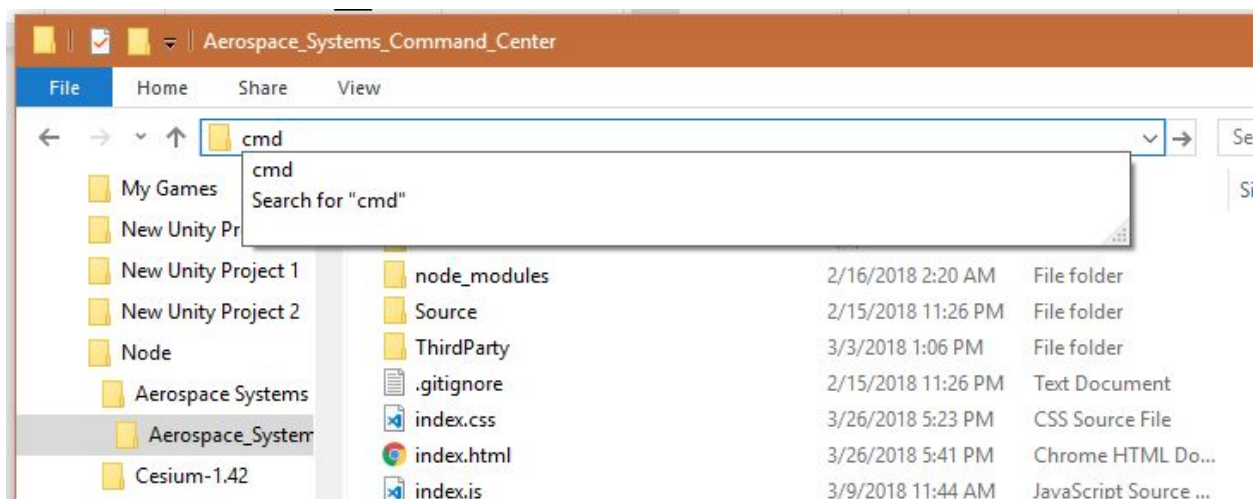 Aerospace_Systems_Command_Center
File Home Share View
cmd Se
cmd
Search for "cmd"
Si
My Games
New Unity Pr
New Unity Project 1
New Unity Project 2
Node
Aerospace Systems
Aerospace_System
Cesium-1.42
node_modules 2/16/2018 2:20 AM File folder
Source 2/15/2018 11:26 PM File folder
ThirdParty 3/3/2018 1:06 PM File folder
.gitignore 2/15/2018 11:26 PM Text Document
index.css 3/26/2018 5:23 PM CSS Source File
index.html 3/26/2018 5:41 PM Chrome HTML Do...
index.js 3/9/2018 11:44 AM JavaScript Source ...